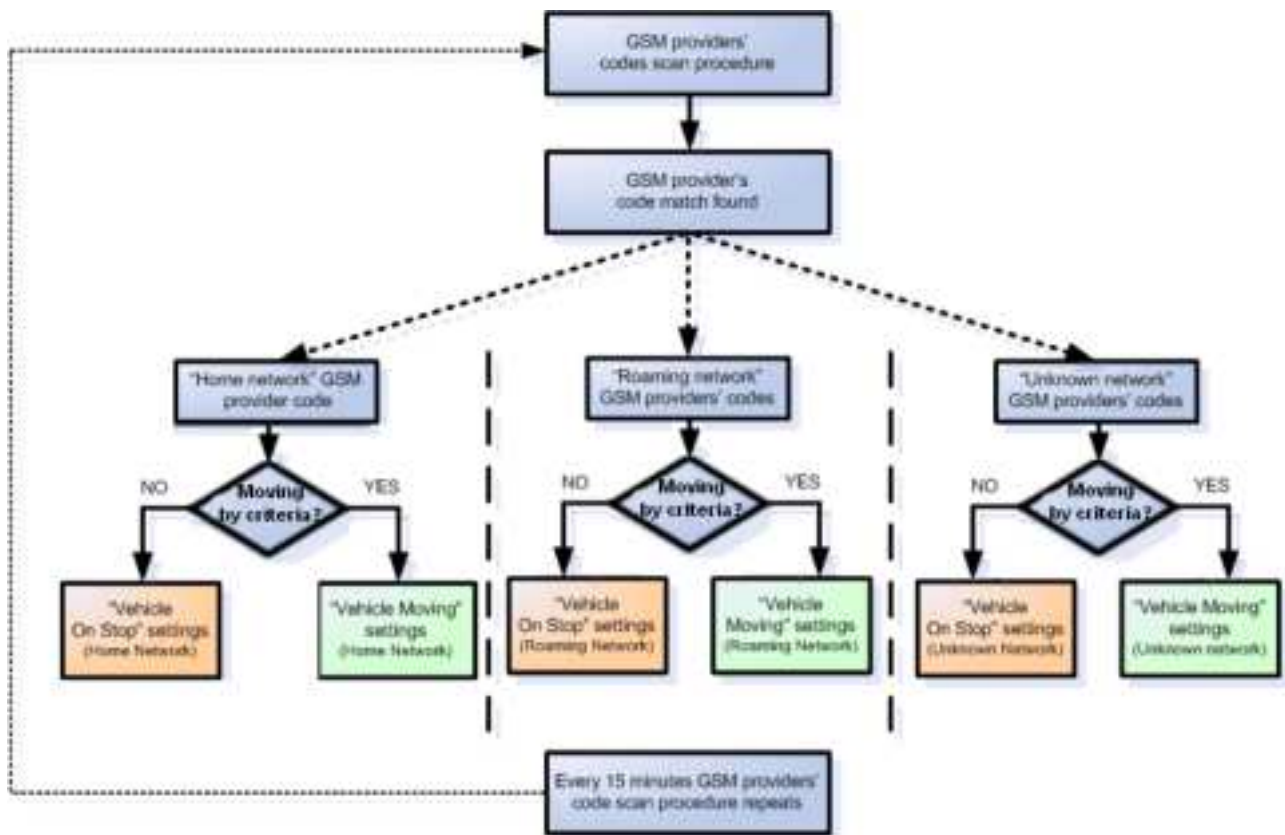 GSM providers'
codes scan procedure
GSM provider's
code match found
"Home network" GSM
provider code
"Roaming network"
GSM providers' codes
"Unknown network"
GSM providers' codes
NO
Moving
by criteria?
YES
NO
Moving
by criteria?
YES
NO
Moving
by criteria?
YES
"Vehicle
On Stop" settings
(Home Network)
"Vehicle Moving"
settings
(Home Network)
"Vehicle
On Stop" settings
(Roaming Network)
"Vehicle
Moving" settings
(Roaming Network)
"Vehicle
On Stop" settings
(Unknown Network)
"Vehicle Moving"
settings
(Unknown network)
Every 15 minutes GSM providers'
code scan procedure repeats